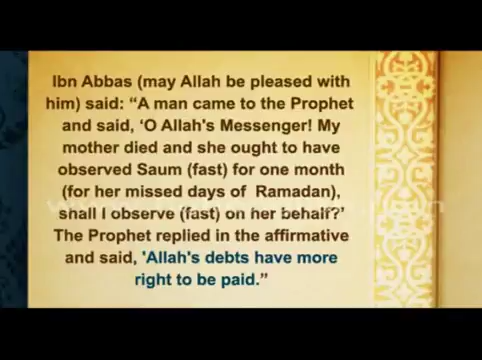 Ibn Abbas (may Allah be pleased with
him) said: “A man came to the Prophet
and said, ‘O Allah's Messenger! My
mother died and she ought to have
observed Saum (fast) for one month
(for her missed days of Ramadan),
shall I observe (fast) on her behalf?’
The Prophet replied in the affirmative
and said, 'Allah's debts have more
right to be paid.”